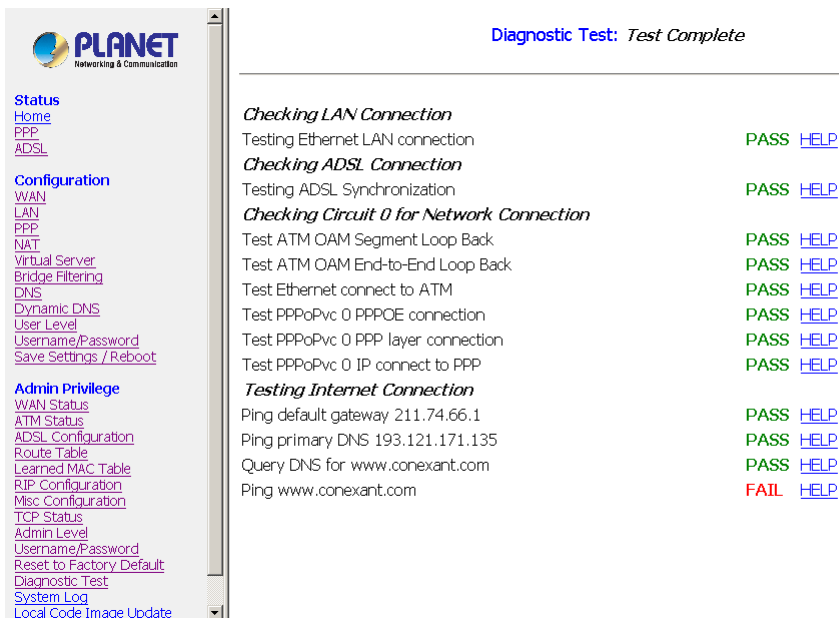 PLANET
Networking & Communication
Status
Home
PPP
ADSL
Configuration
WAN
LAN
PPP
NAT
Virtual Server
Bridge Filtering
DNS
Dynamic DNS
User Level
Username/Password
Save Settings / Reboot
Admin Privilege
WAN Status
ATM Status
ADSL Configuration
Route Table
Learned MAC Table
RIP Configuration
Misc Configuration
TCP Status
Admin Level
Username/Password
Reset to Factory Default
Diagnostic Test
System Log
Local Code Image Update
Diagnostic Test: Test Complete
Checking LAN Connection
Testing Ethernet LAN connection PASS HELP
Checking ADSL Connection
Testing ADSL Synchronization PASS HELP
Checking Circuit 0 for Network Connection
Test ATM OAM Segment Loop Back PASS HELP
Test ATM OAM End-to-End Loop Back PASS HELP
Test Ethernet connect to ATM PASS HELP
Test PPPoPvc 0 PPPOE connection PASS HELP
Test PPPoPvc 0 PPP layer connection PASS HELP
Test PPPoPvc 0 IP connect to PPP PASS HELP
Testing Internet Connection
Ping default gateway 211.74.66.1 PASS HELP
Ping primary DNS 193.121.171.135 PASS HELP
Query DNS for www.conexant.com PASS HELP
Ping www.conexant.com FAIL HELP